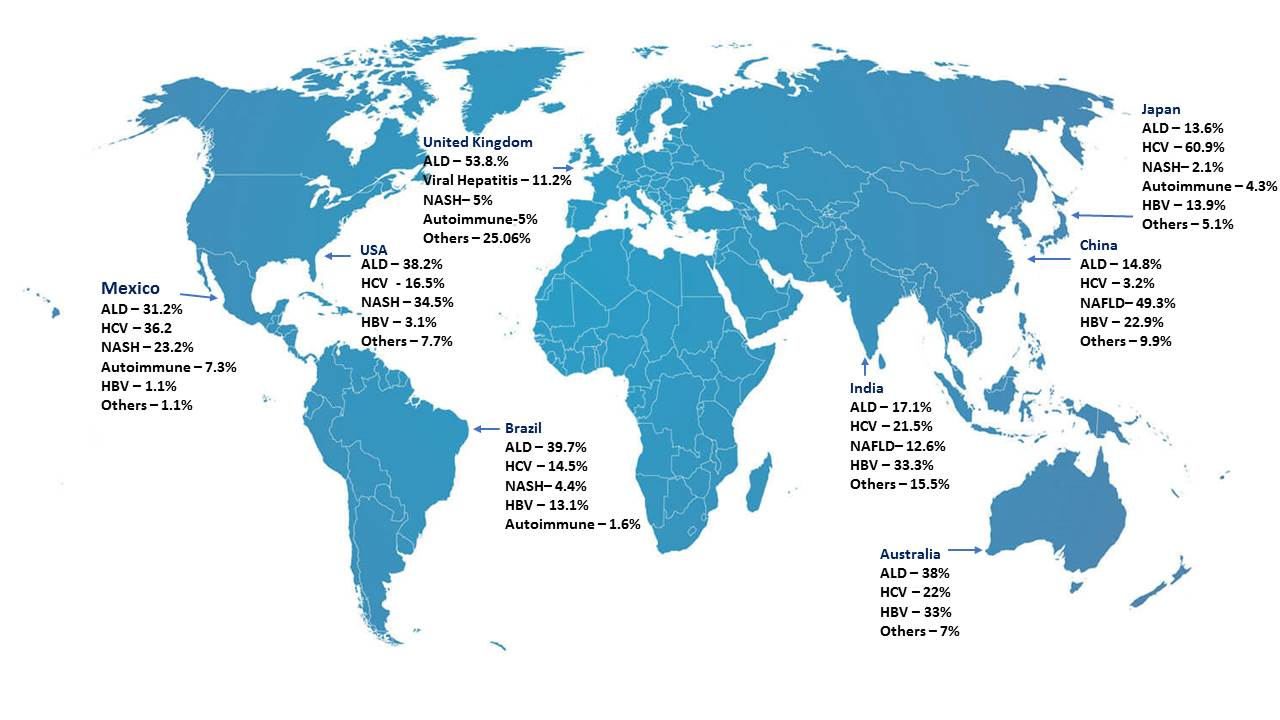 United Kingdom
ALD – 53.8.%
Viral Hepatitis – 11.2%
NASH– 5%
Autoimmune-5%
Others – 25.06%
Japan
ALD – 13.6%
HCV – 60.9%
NASH– 2.1%
Autoimmune – 4.3%
HBV – 13.9%
Others – 5.1%
USA
ALD – 38.2%
HCV - 16.5%
NASH – 34.5%
HBV – 3.1%
Others – 7.7%
China
ALD – 14.8%
HCV – 3.2%
NAFLD– 49.3%
HBV – 22.9%
Others – 9.9%
Mexico
ALD – 31.2%
HCV – 36.2
NASH – 23.2%
Autoimmune – 7.3%
HBV – 1.1%
Others – 1.1%
India
ALD – 17.1%
HCV – 21.5%
NAFLD– 12.6%
HBV – 33.3%
Others – 15.5%
Brazil
ALD – 39.7%
HCV – 14.5%
NASH– 4.4%
HBV – 13.1%
Autoimmune – 1.6%
Australia
ALD – 38%
HCV – 22%
HBV – 33%
Others – 7%